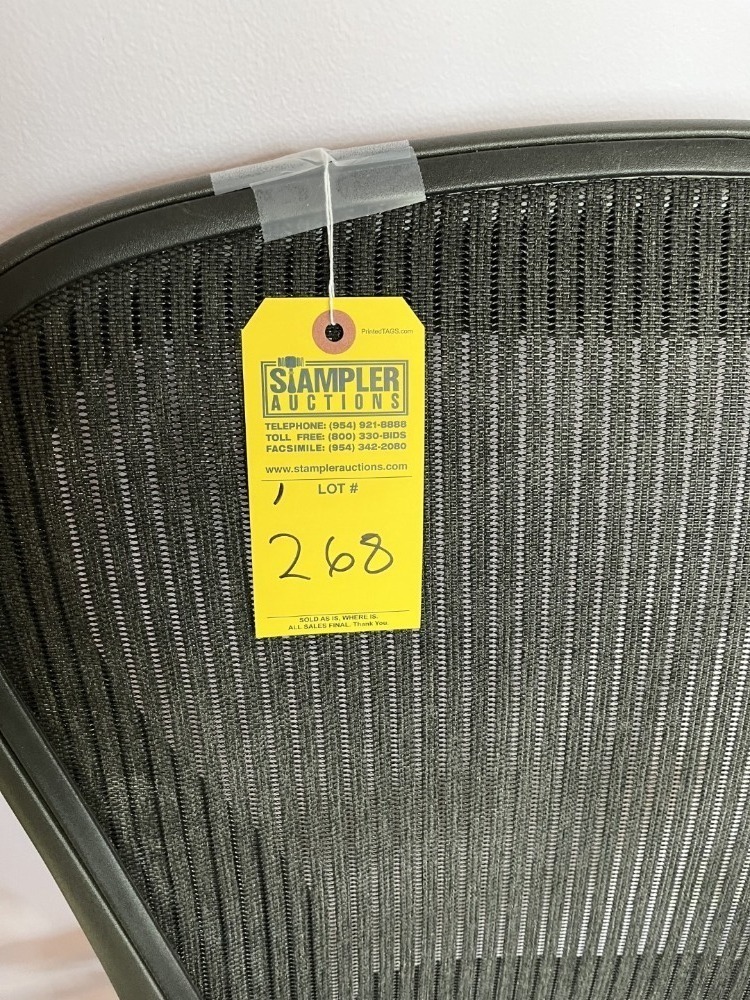 PrintedTAGS.com
STAMPLER
AUCTIONS
TELEPHONE: (954) 921-8888
TOLL FREE: (800) 330-BIDS
FACSIMILE: (954) 342-2080
www.stamplerauctions.com
LOT #
268
SOLD AS IS, WHERE IS.
ALL SALES FINAL. Thank You.